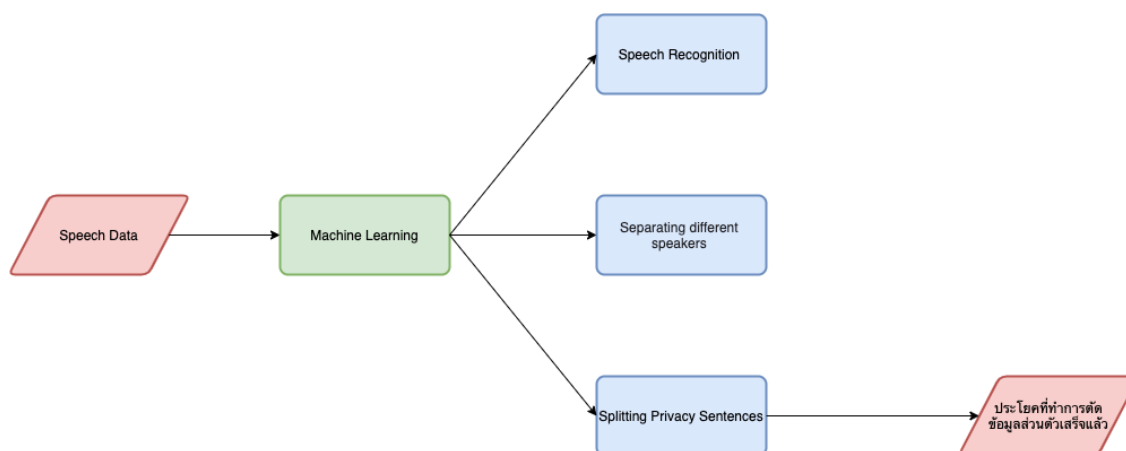 Speech Recognition
Speech Data
Machine Learning
Separating different
speakers
Splitting Privacy Sentences
ประโยคที่ทำการตัด
ข้อมูลส่วนตัวเสร็จแล้ว